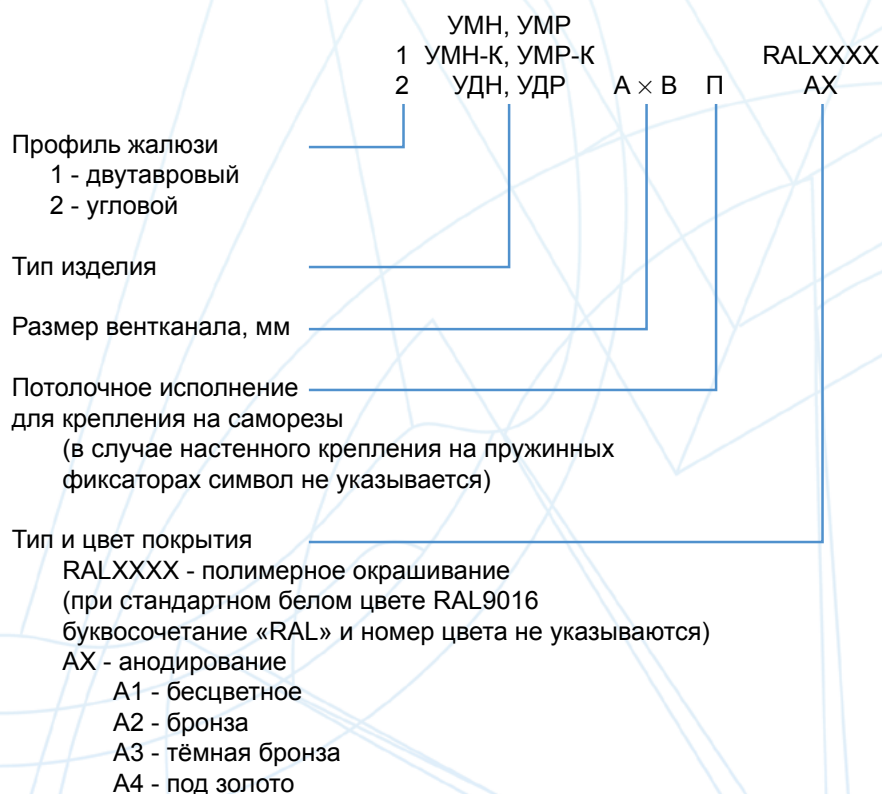 УМН, УМР
1 УМН-К, УМР-К RALXXXX
2 УДН, УДР А × В П АХ
Профиль жалюзи
1 - двутавровый
2 - угловой
Тип изделия
Размер вентканала, мм
Потолочное исполнение
для крепления на саморезы
(в случае настенного крепления на пружинных
фиксаторах символ не указывается)
Тип и цвет покрытия
RALXXXX - полимерное окрашивание
(при стандартном белом цвете RAL9016
буквосочетание «RAL» и номер цвета не указываются)
АХ - анодирование
А1 - бесцветное
А2 - бронза
А3 - тёмная бронза
А4 - под золото